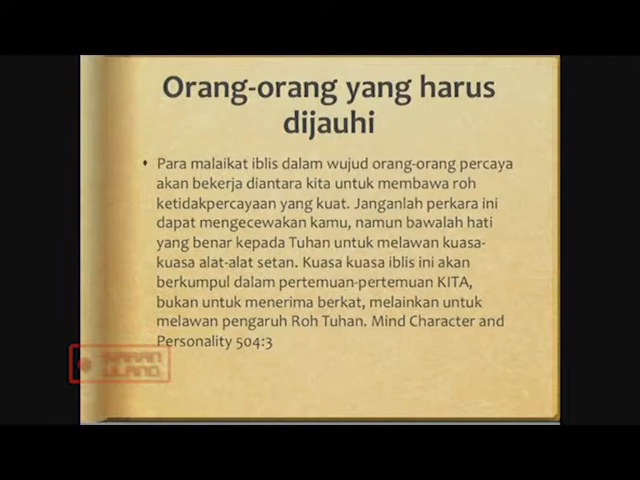 Orang-orang yang harus
dijauhi
Para malaikat iblis dalam wujud orang-orang percaya
akan bekerja diantara kita untuk membawa roh
ketidakpercayaan yang kuat. Janganlah perkara ini
dapat mengecewakan kamu, namun bawalah hati
yang benar kepada Tuhan untuk melawan kuasa-
kuasa alat-alat setan. Kuasa kuasa iblis ini akan
berkumpul dalam pertemuan-pertemuan KITA,
bukan untuk menerima berkat, melainkan untuk
melawan pengaruh Roh Tuhan. Mind Character and
Personality 504:3
SIARAN
ULANG